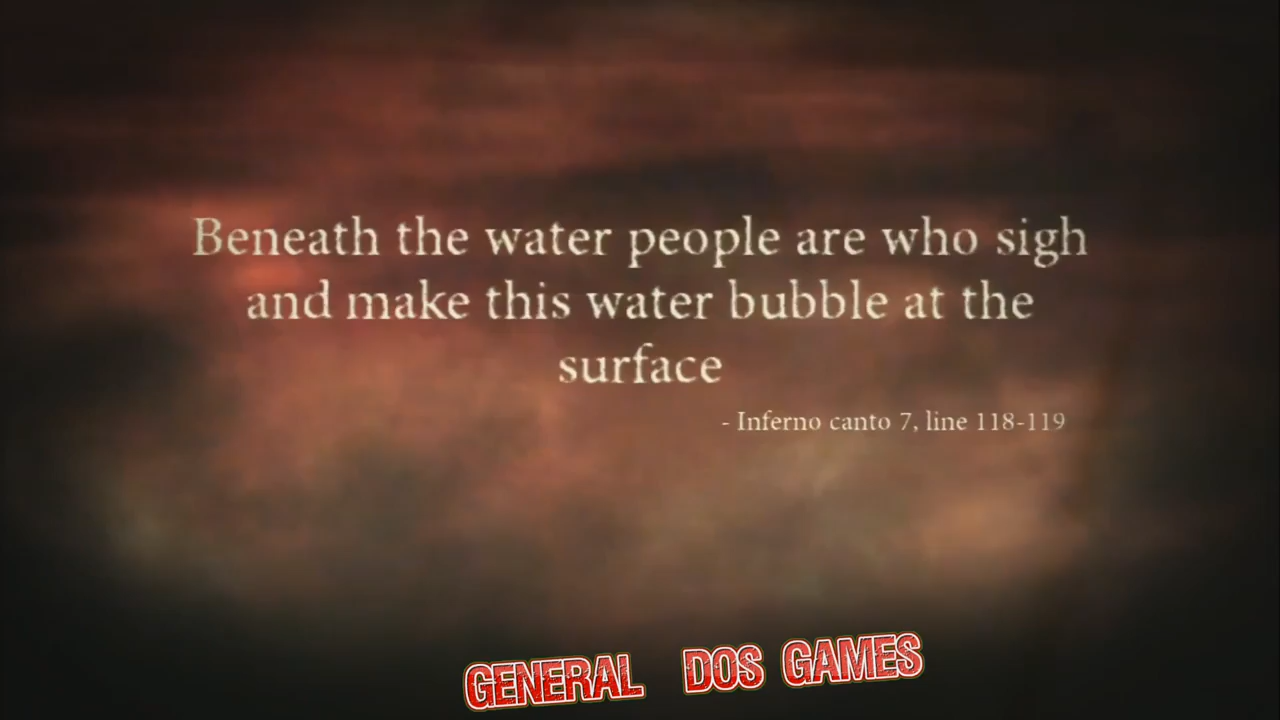 Beneath the water people are who sigh
and make this water bubble at the
surface
- Inferno canto 7, line 118-119
GENERAL DOS GAMES